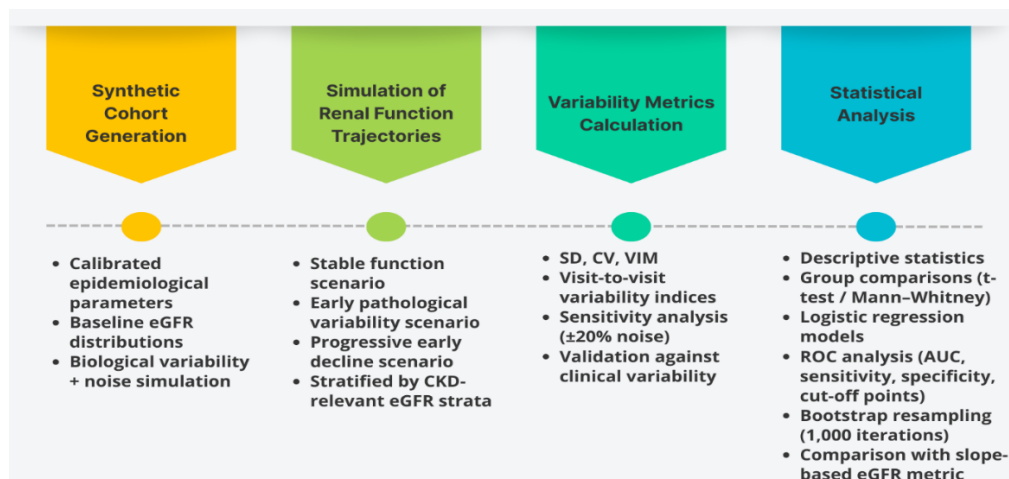 Synthetic
Cohort
Generation
• Calibrated
epidemiological
parameters
• Baseline eGFR
distributions
• Biological variability
+ noise simulation
Simulation of
Renal Function
Trajectories
• Stable function
scenario
• Early pathological
variability scenario
• Progressive early
decline scenario
• Stratified by CKD-
relevant eGFR strata
Variability Metrics
Calculation
• SD, CV, VIM
• Visit-to-visit
variability indices
• Sensitivity analysis
(±20% noise)
• Validation against
clinical variability
Statistical
Analysis
• Descriptive statistics
• Group comparisons (t-
test / Mann–Whitney)
• Logistic regression
models
• ROC analysis (AUC,
sensitivity, specificity,
cut-off points)
• Bootstrap resampling
(1,000 iterations)
• Comparison with slope-
based eGFR metric